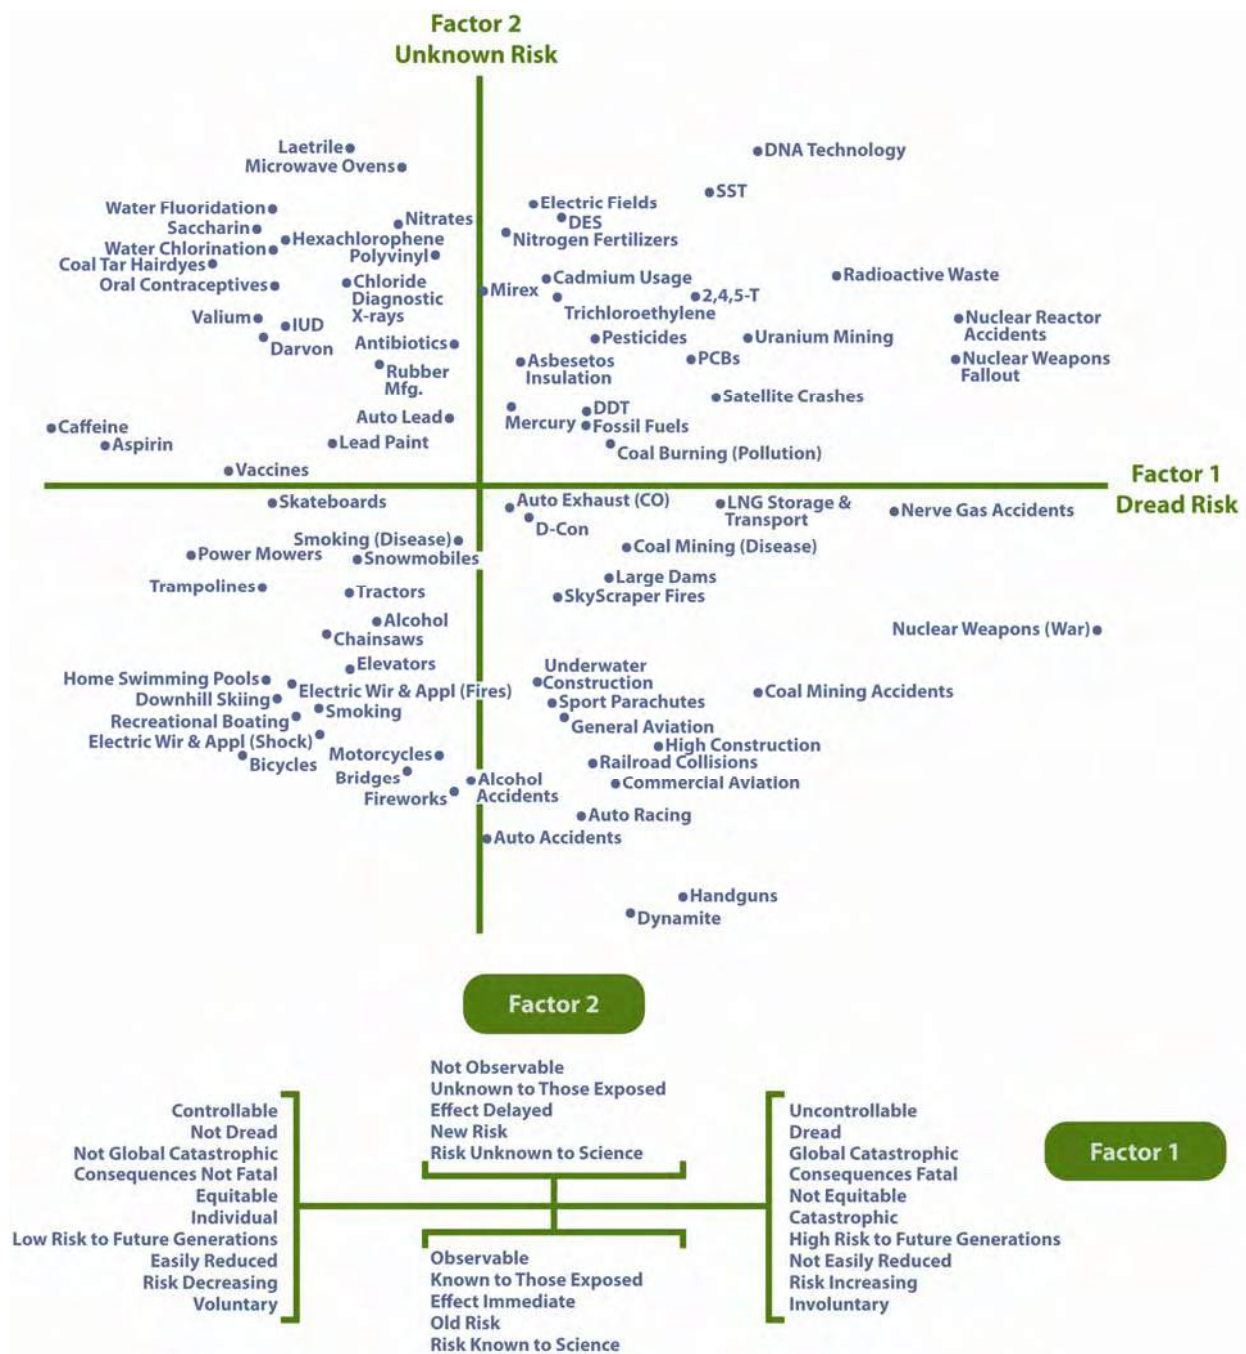 Factor 2
Unknown Risk
Laetrile
Microwave Ovens
DNA Technology
SST
Water Fluoridation
Saccharin
Water Chlorination
Coal Tar Hairdyes
Oral Contraceptives
Nitrates
Hexachlorophene
Polyvinyl
Chloride
Diagnostic
X-rays
Electric Fields
DES
Nitrogen Fertilizers
Cadmium Usage
Mirex
Trichloroethylene
2,4,5-T
Radioactive Waste
Valium
IUD
Darvon
Antibiotics
Rubber
Mfg.
Pesticides
Asbesetos
Insulation
PCBs
Uranium Mining
Nuclear Reactor
Accidents
Nuclear Weapons
Fallout
Satellite Crashes
Caffeine
Aspirin
Auto Lead
Lead Paint
Vaccines
Mercury
DDT
Fossil Fuels
Coal Burning (Pollution)
Factor 1
Dread Risk
Skateboards
Smoking (Disease)
Power Mowers
Snowmobiles
Trampolines
Tractors
Alcohol
Chainsaws
Elevators
Home Swimming Pools
Electric Wir & Appl (Fires)
Downhill Skiing
Smoking
Recreational Boating
Electric Wir & Appl (Shock)
Bicycles
Motorcycles
Bridges
Fireworks
Alcohol
Accidents
Auto Exhaust (CO)
D-Con
LNG Storage &
Transport
Nerve Gas Accidents
Coal Mining (Disease)
Large Dams
SkyScraper Fires
Nuclear Weapons (War)
Underwater
Construction
Sport Parachutes
General Aviation
Coal Mining Accidents
High Construction
Railroad Collisions
Commercial Aviation
Auto Racing
Auto Accidents
Handguns
Dynamite
Factor 2
Not Observable
Unknown to Those Exposed
Effect Delayed
New Risk
Risk Unknown to Science
Controllable
Not Dread
Not Global Catastrophic
Consequences Not Fatal
Equitable
Individual
Low Risk to Future Generations
Easily Reduced
Risk Decreasing
Voluntary
Uncontrollable
Dread
Global Catastrophic
Consequences Fatal
Not Equitable
Catastrophic
High Risk to Future Generations
Not Easily Reduced
Risk Increasing
Involuntary
Factor 1
Observable
Known to Those Exposed
Effect Immediate
Old Risk
Risk Known to Science